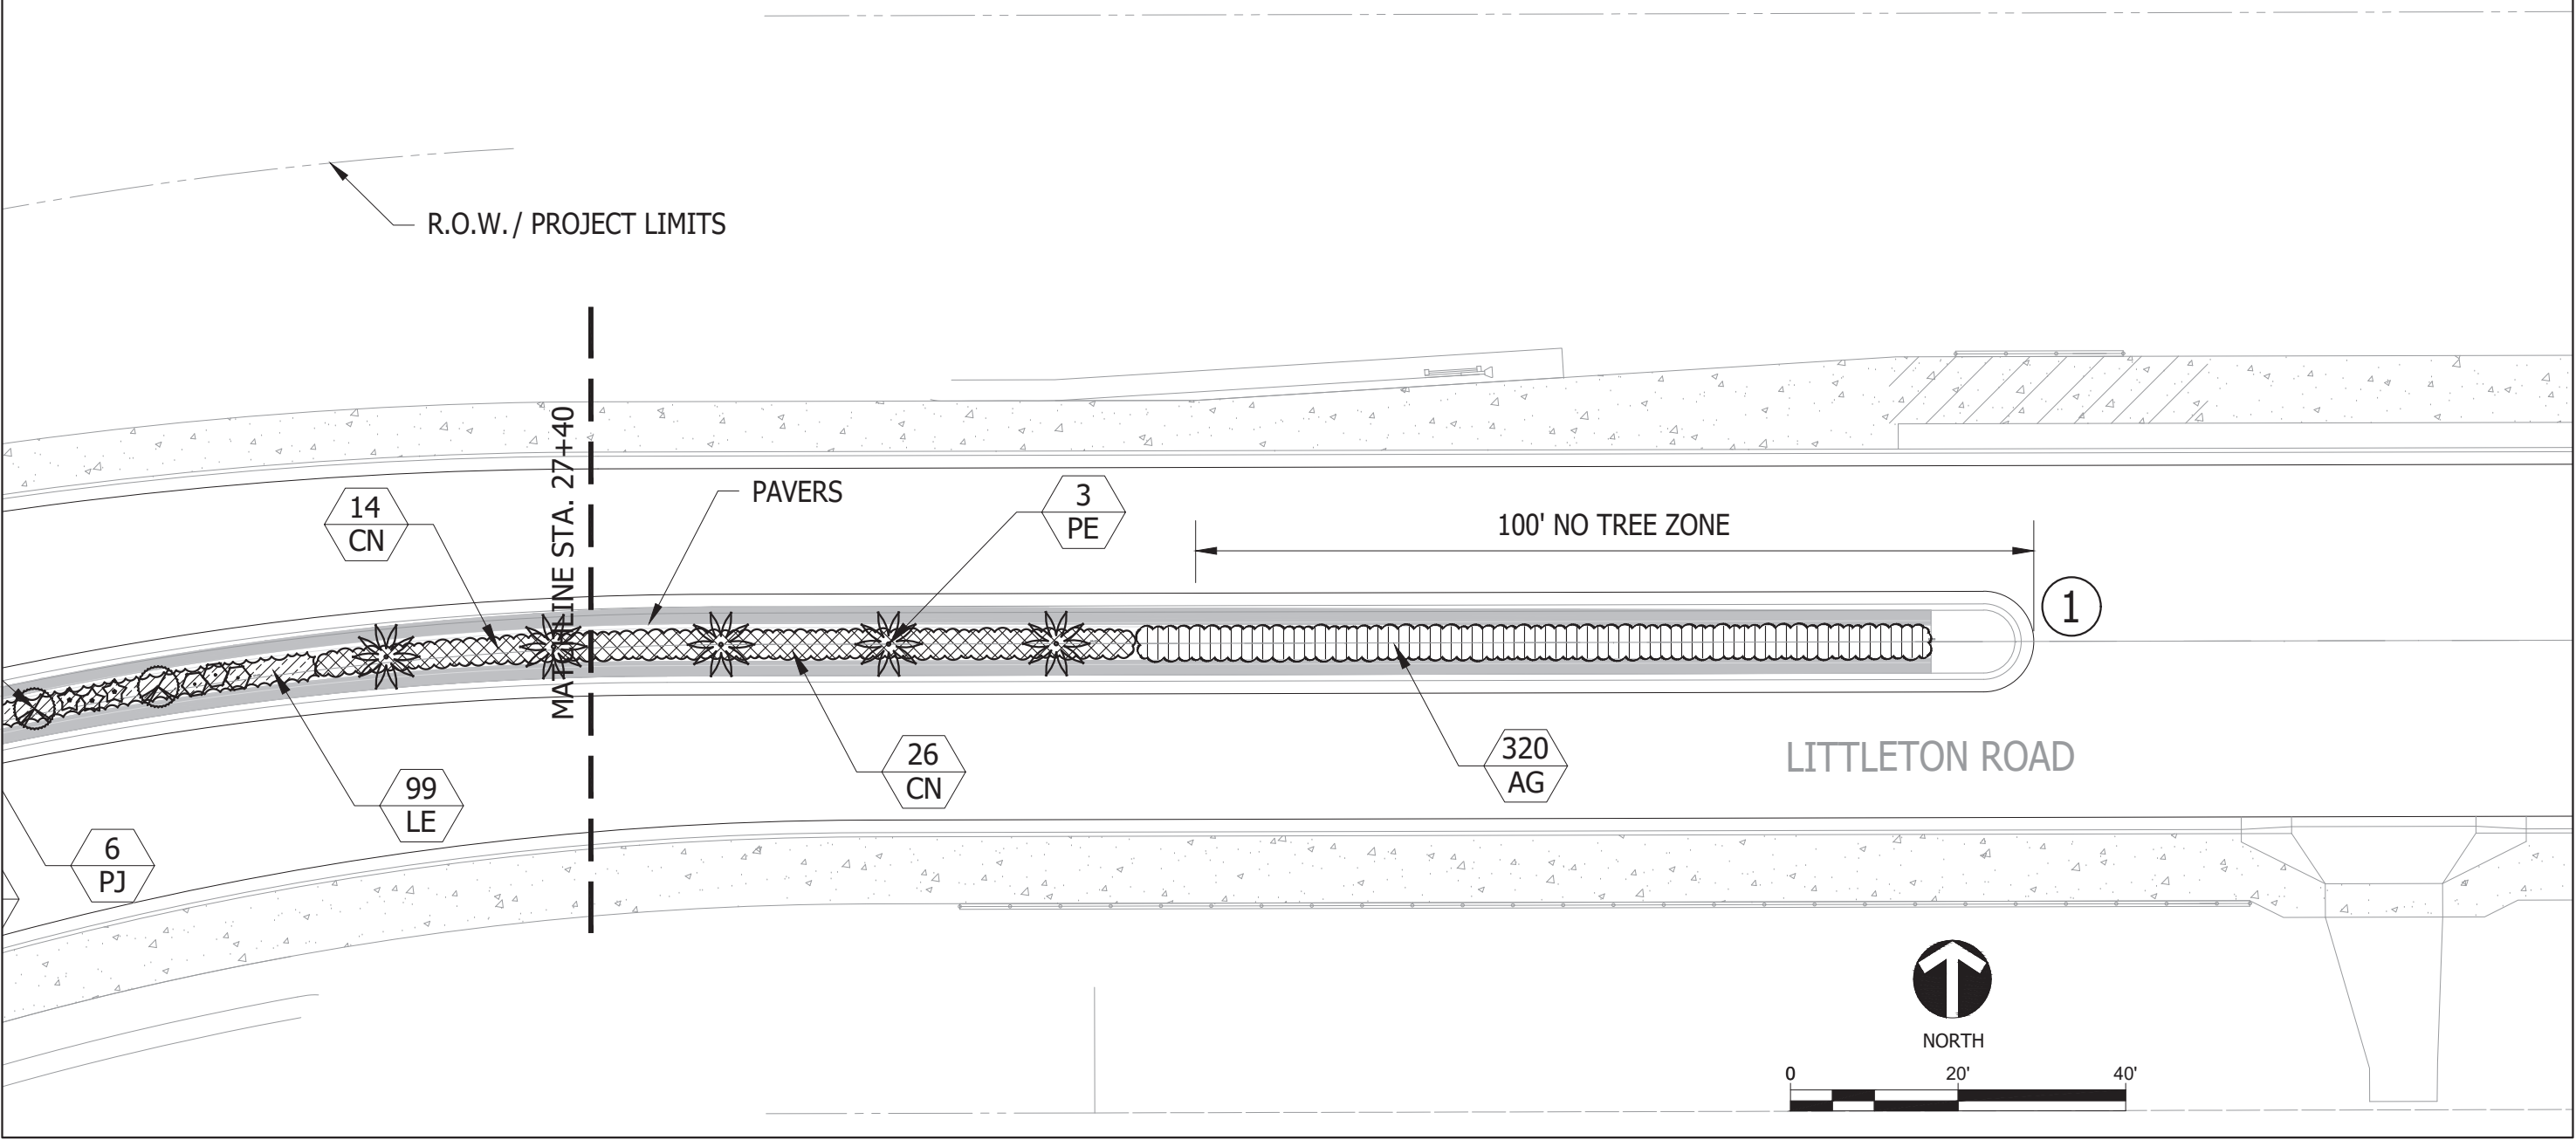 R.O.W. / PROJECT LIMITS
MATCHLINE STA. 27+40
14
CN
PAVERS
3
PE
100' NO TREE ZONE
1
26
CN
320
AG
LITTLETON ROAD
99
LE
6
PJ
NORTH
0 20' 40'